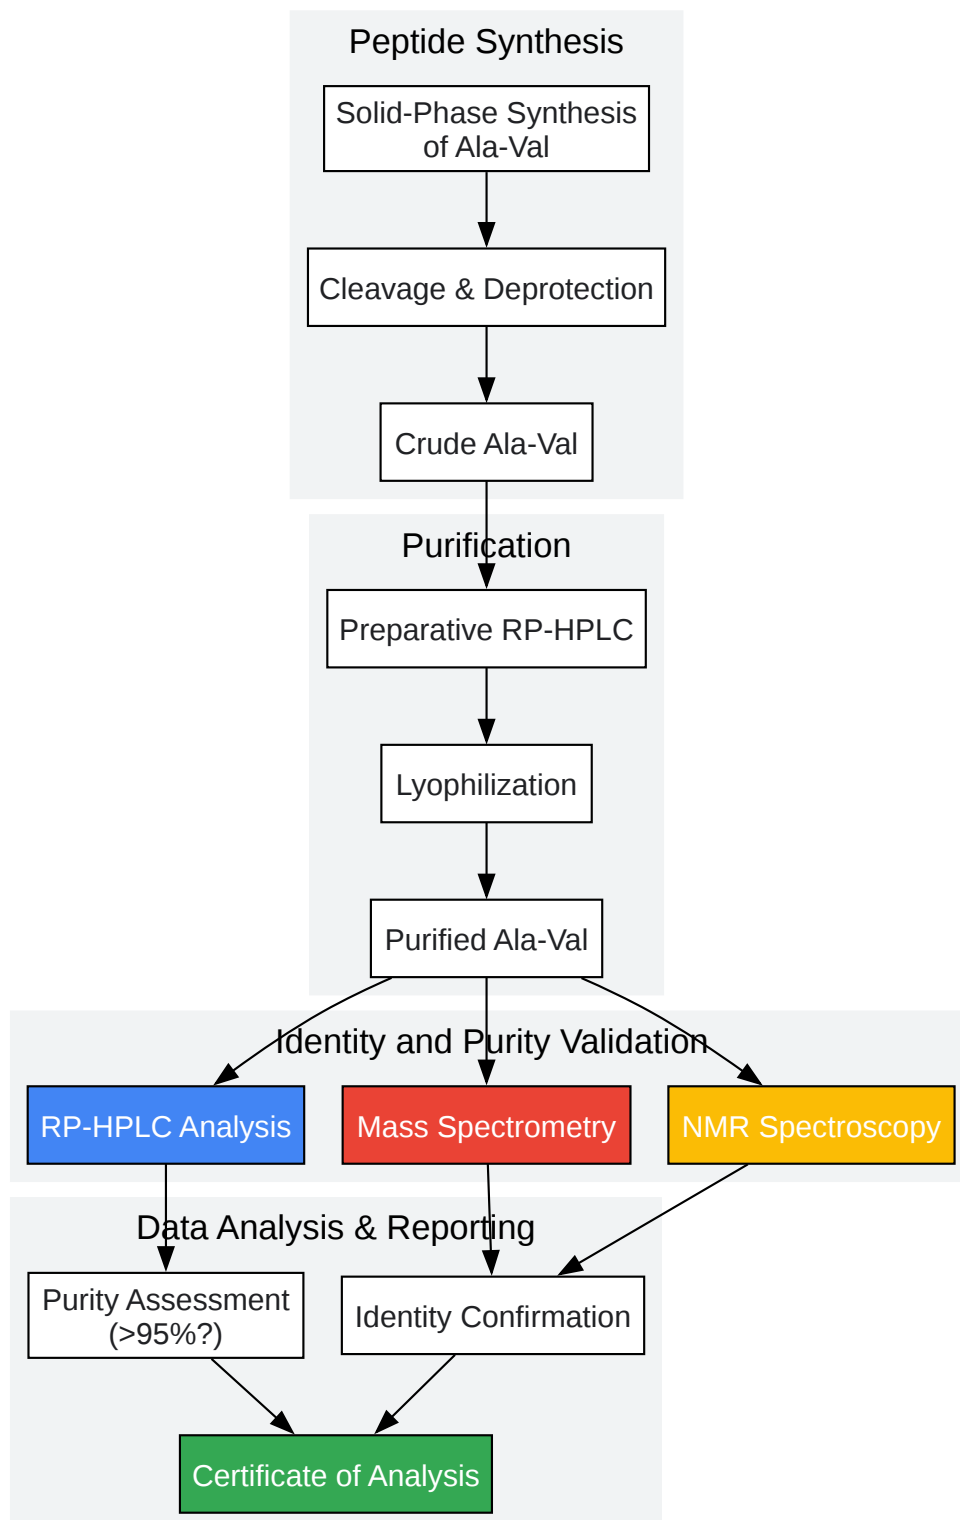 Peptide Synthesis
Solid-Phase Synthesis
of Ala-Val
Cleavage & Deprotection
Crude Ala-Val
Purification
Preparative RP-HPLC
Lyophilization
Purified Ala-Val
Identity and Purity Validation
RP-HPLC Analysis
Mass Spectrometry
NMR Spectroscopy
Data Analysis & Reporting
Purity Assessment
(>95%?)
Identity Confirmation
Certificate of Analysis